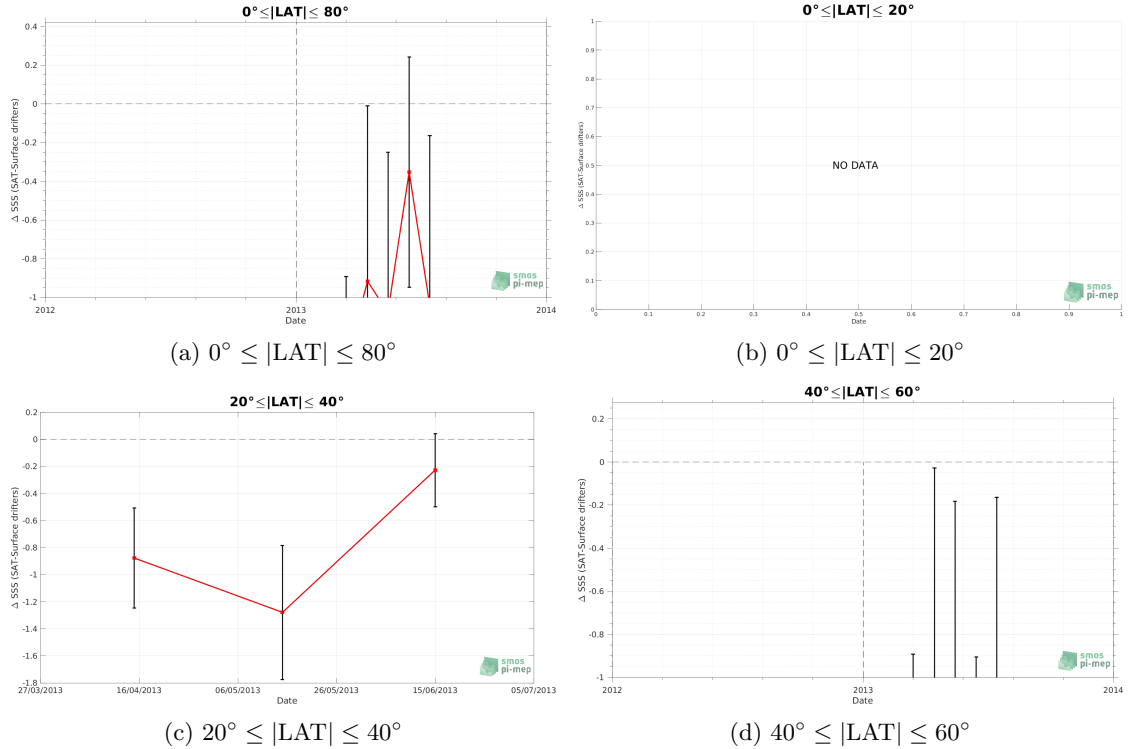 0°≤|LAT|≤ 80°
0.4
0.2
0
-0.2
-0.4
-0.6
-0.8
-1
Δ SSS (SAT-Surface drifters)
2012
2013
2014
Date
smos
pi-mep
(a) 0° ≤ |LAT| ≤ 80°
0°≤|LAT|≤ 20°
1
0.9
0.8
0.7
0.6
0.5
0.4
0.3
0.2
0.1
0
Δ SSS (SAT-Surface drifters)
NO DATA
0
0.1
0.2
0.3
0.4
0.5
0.6
0.7
0.8
0.9
1
Date
smos
pi-mep
(b) 0° ≤ |LAT| ≤ 20°
20°≤|LAT|≤ 40°
0.2
0
-0.2
-0.4
-0.6
-0.8
-1
-1.2
-1.4
-1.6
-1.8
Δ SSS (SAT-Surface drifters)
27/03/2013
16/04/2013
06/05/2013
26/05/2013
15/06/2013
05/07/2013
Date
smos
pi-mep
(c) 20° ≤ |LAT| ≤ 40°
40°≤|LAT|≤ 60°
0.2
0
-0.2
-0.4
-0.6
-0.8
-1
Δ SSS (SAT-Surface drifters)
2012
2013
2014
Date
smos
pi-mep
(d) 40° ≤ |LAT| ≤ 60°